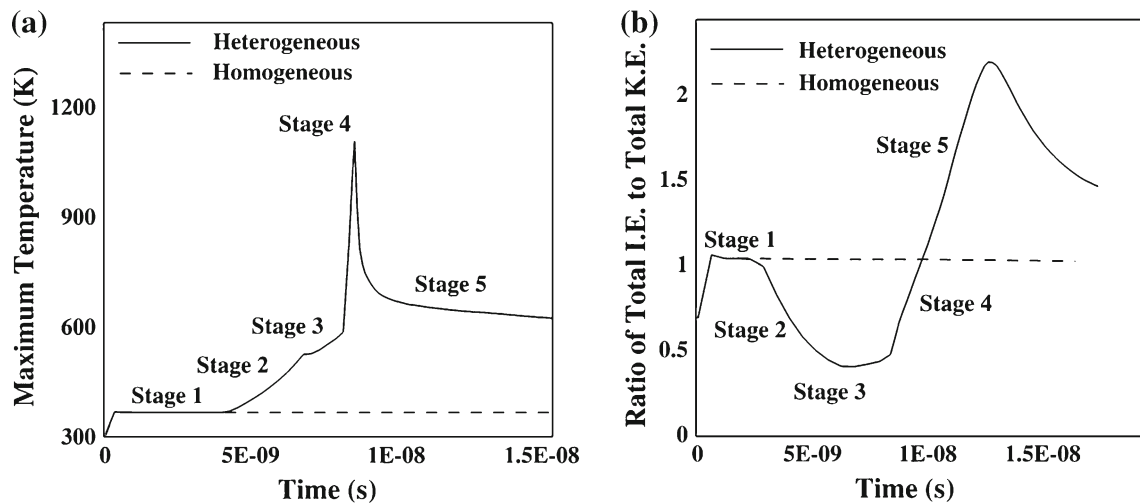 (a)
Heterogeneous
Homogeneous
Maximum Temperature (K)
1200
900
600
300
Stage 4
Stage 5
Stage 3
Stage 2
Stage 1
0
5E-09
1E-08
1.5E-08
Time (s)
(b)
Heterogeneous
Homogeneous
Ratio of Total I.E. to Total K.E.
2
1.5
1
0.5
0
Stage 5
Stage 1
Stage 4
Stage 2
Stage 3
0
5E-09
1E-08
1.5E-08
Time (s)